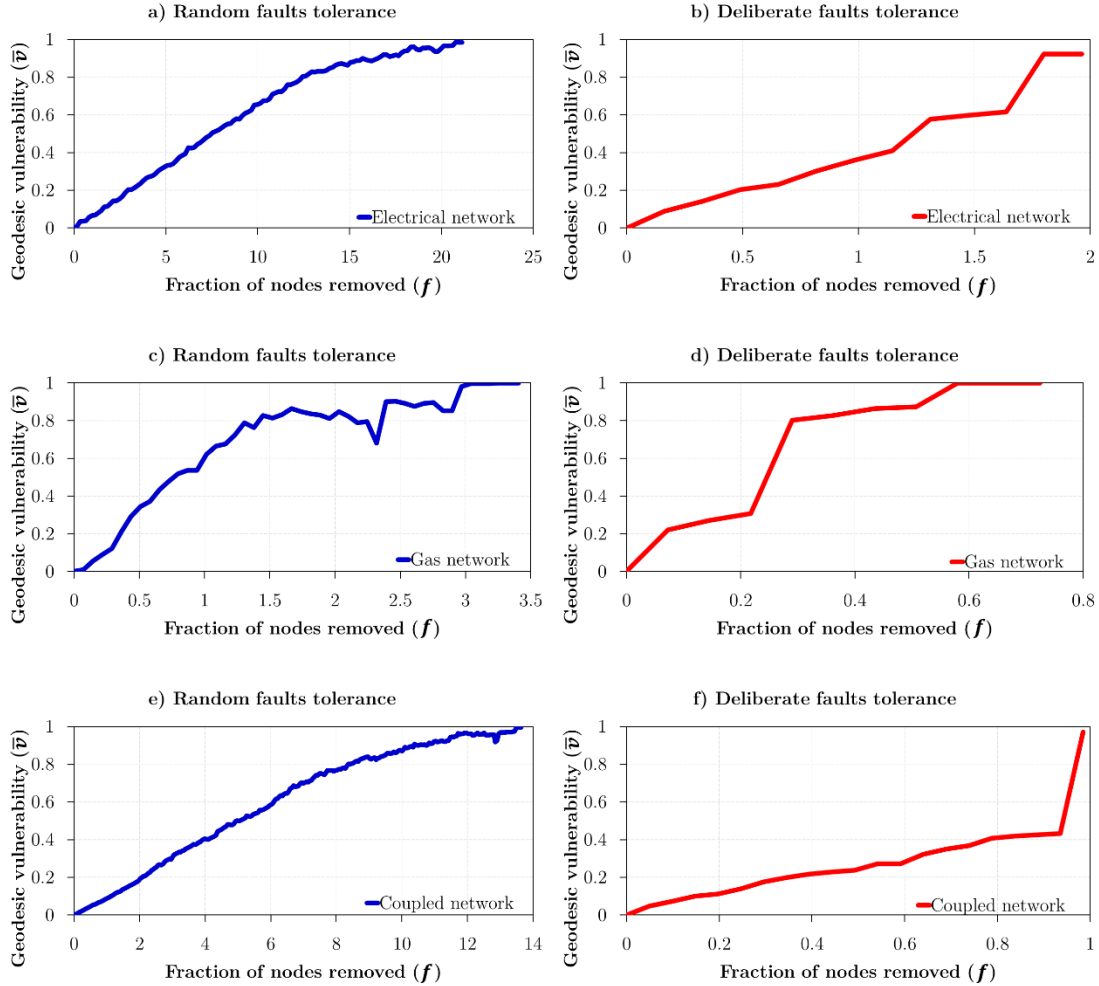 a) Random faults tolerance
Geodesic vulnerability (v̅)
1
0.8
0.6
0.4
0.2
0
Electrical network
0 5 10 15 20 25
Fraction of nodes removed (f)
b) Deliberate faults tolerance
Geodesic vulnerability (v̅)
1
0.8
0.6
0.4
0.2
0
Electrical network
0 0.5 1 1.5 2
Fraction of nodes removed (f)
c) Random faults tolerance
Geodesic vulnerability (v̅)
1
0.8
0.6
0.4
0.2
0
Gas network
0 0.5 1 1.5 2 2.5 3 3.5
Fraction of nodes removed (f)
d) Deliberate faults tolerance
Geodesic vulnerability (v̅)
1
0.8
0.6
0.4
0.2
0
Gas network
0 0.2 0.4 0.6 0.8
Fraction of nodes removed (f)
e) Random faults tolerance
Geodesic vulnerability (v̅)
1
0.8
0.6
0.4
0.2
0
Coupled network
0 2 4 6 8 10 12 14
Fraction of nodes removed (f)
f) Deliberate faults tolerance
Geodesic vulnerability (v̅)
1
0.8
0.6
0.4
0.2
0
Coupled network
0 0.2 0.4 0.6 0.8 1
Fraction of nodes removed (f)